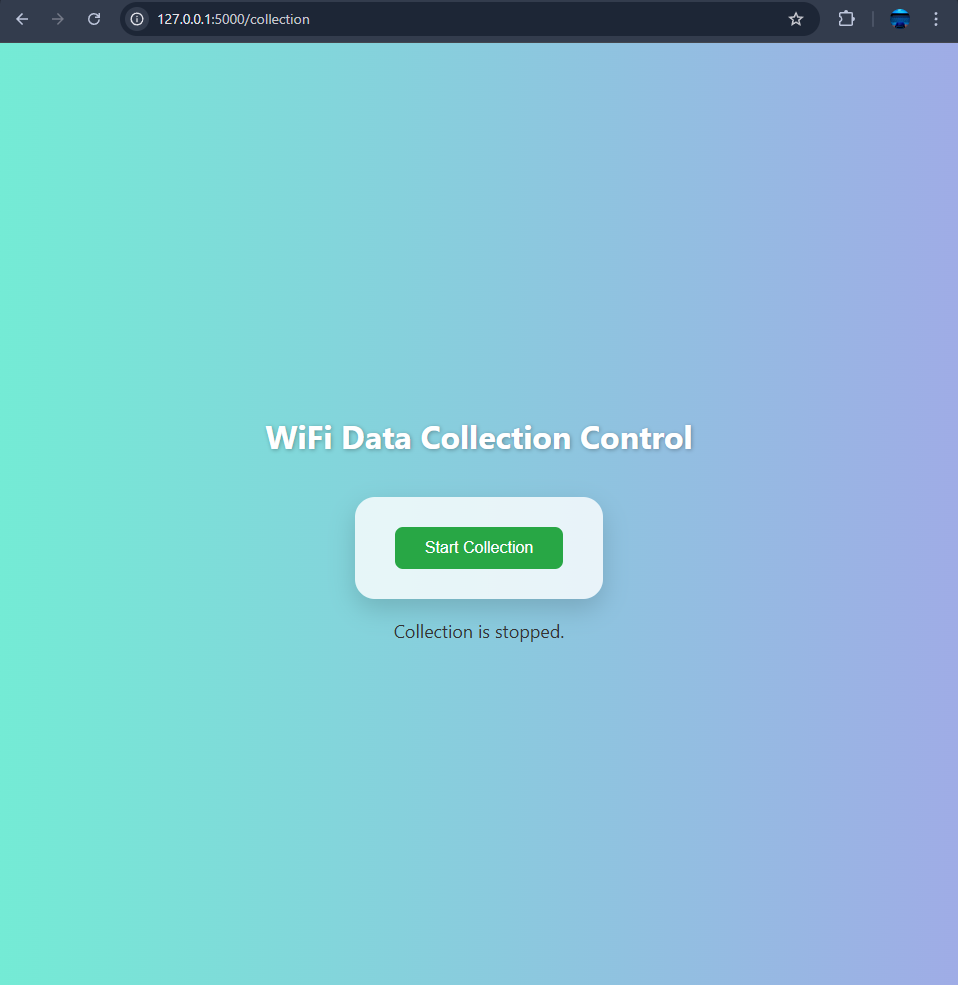 127.0.0.1:5000/collection
WiFi Data Collection Control
Start Collection
Collection is stopped.